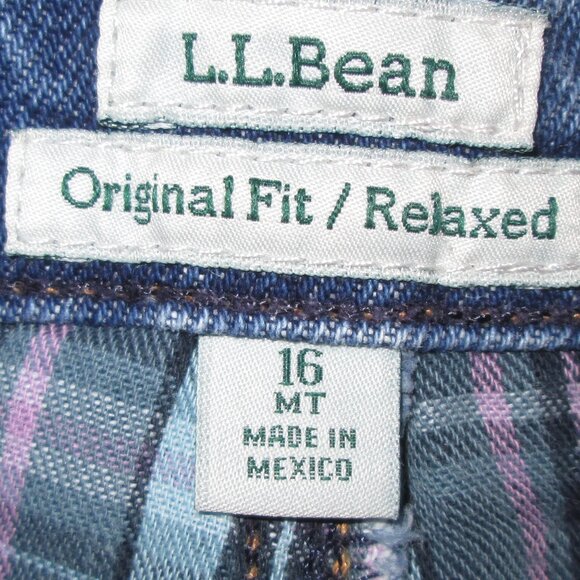 L.L.Bean
Original Fit / Relaxed
16
MT
MADE IN
MEXICO